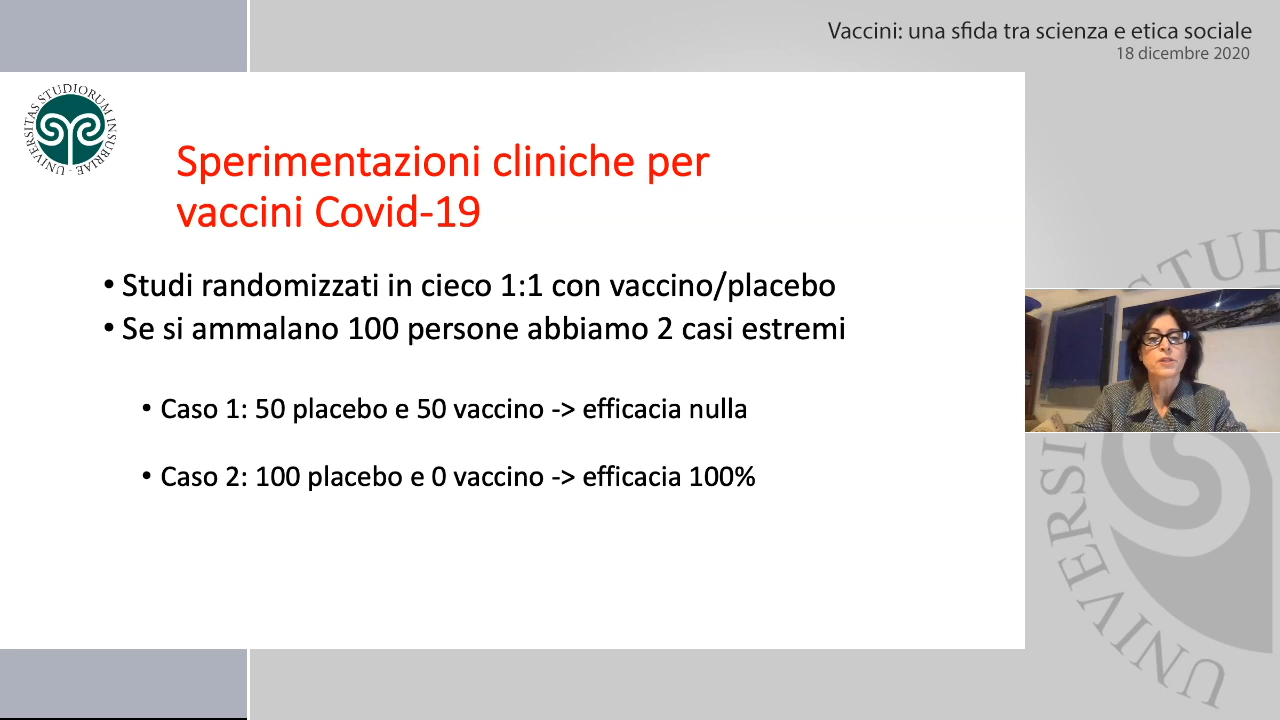 Vaccini: una sfida tra scienza e etica sociale
18 dicembre 2020
UNIVERSITAS STUDIORUM INSUBRIAE
Sperimentazioni cliniche per
vaccini Covid-19
• Studi randomizzati in cieco 1:1 con vaccino/placebo
• Se si ammalano 100 persone abbiamo 2 casi estremi
• Caso 1: 50 placebo e 50 vaccino -> efficacia nulla
• Caso 2: 100 placebo e 0 vaccino -> efficacia 100%
STUD
UNIVERSI